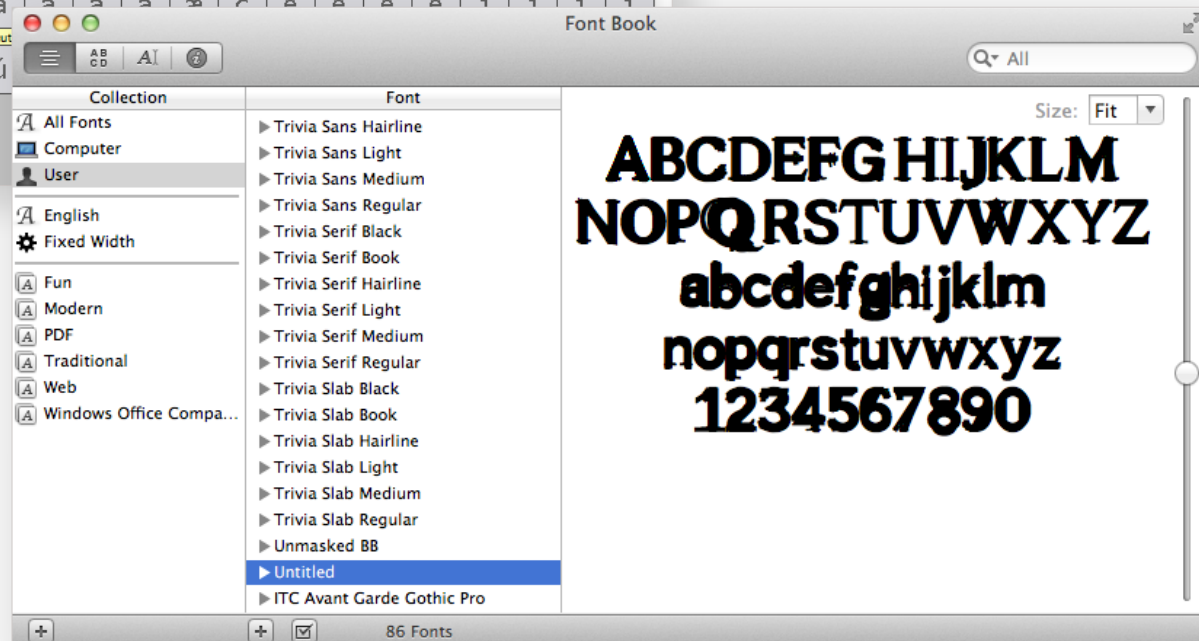 Font Book
AB
CD
AI
All
Collection
Font
Size: Fit
All Fonts
Computer
User
English
Fixed Width
Fun
Modern
PDF
Traditional
Web
Windows Office Compa...
Trivia Sans Hairline
Trivia Sans Light
Trivia Sans Medium
Trivia Sans Regular
Trivia Serif Black
Trivia Serif Book
Trivia Serif Hairline
Trivia Serif Light
Trivia Serif Medium
Trivia Serif Regular
Trivia Slab Black
Trivia Slab Book
Trivia Slab Hairline
Trivia Slab Light
Trivia Slab Medium
Trivia Slab Regular
Unmasked BB
Untitled
ITC Avant Garde Gothic Pro
ABCDEFGHIJKLM
NOPQRSTUVWXYZ
abcdefghijklm
nopqrstuvwxyz
1234567890
86 Fonts